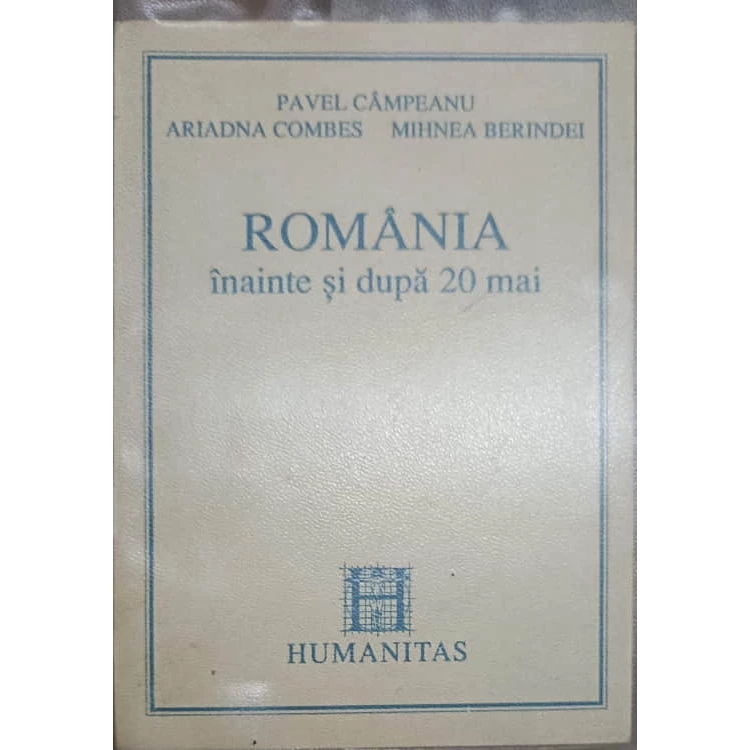 PAVEL CÂMPEANU
ARIADNA COMBES MIHNEA BERINDEI
ROMÂNIA
înainte și după 20 mai
H
HUMANITAS